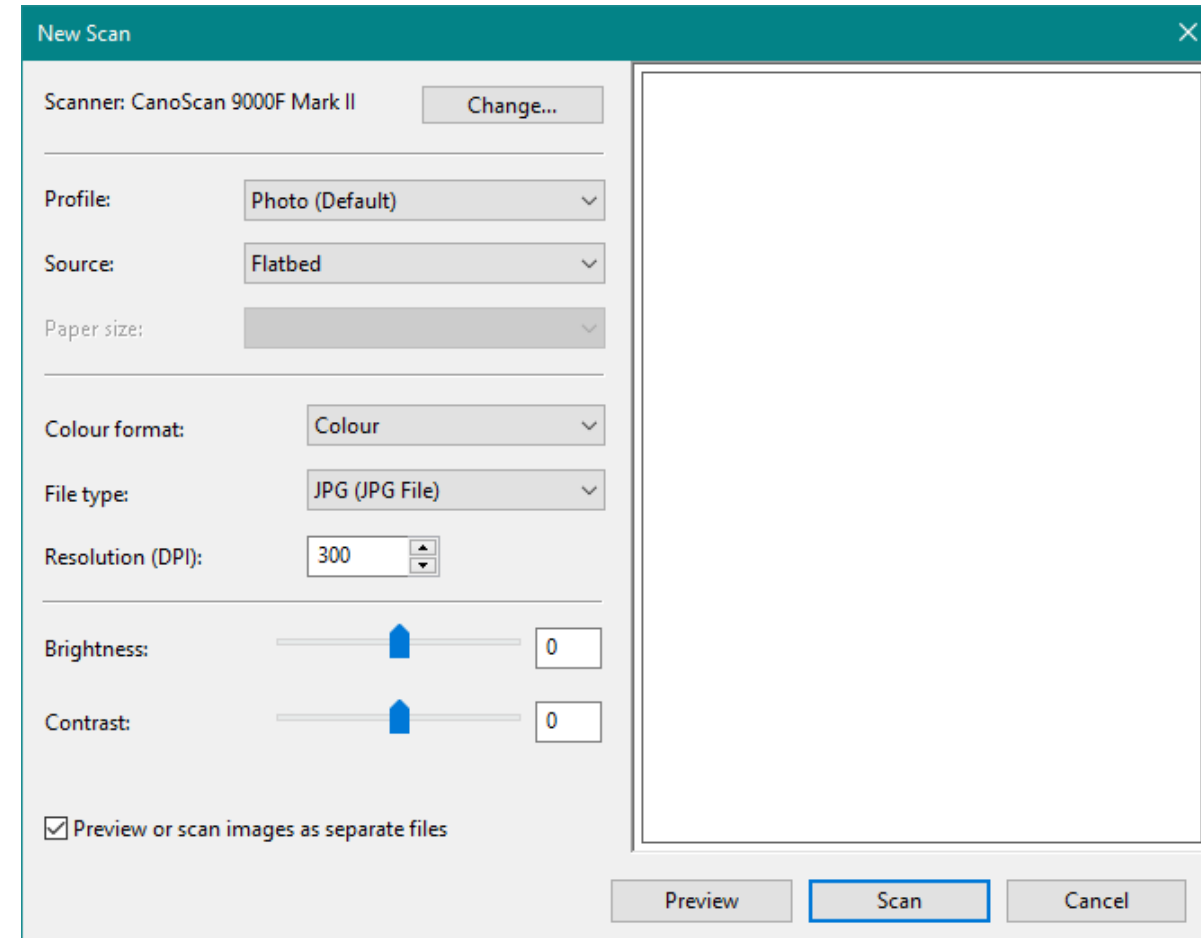 New Scan
Scanner: CanoScan 9000F Mark II
Change...
Profile:
Photo (Default)
Source:
Flatbed
Paper size:
Colour format:
Colour
File type:
JPG (JPG File)
Resolution (DPI):
300
Brightness:
0
Contrast:
0
Preview or scan images as separate files
Preview
Scan
Cancel